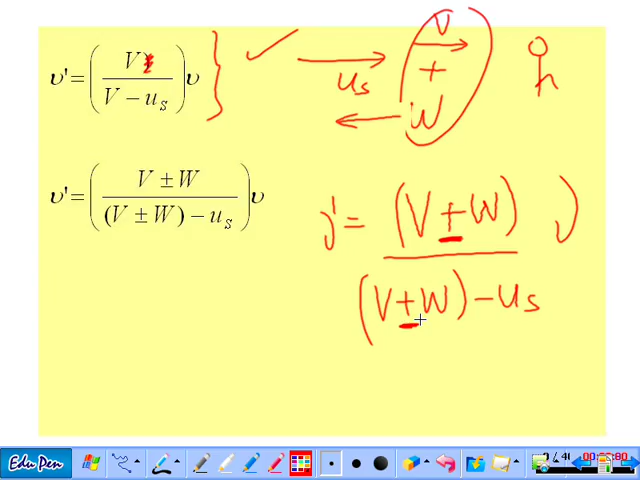 υ' = ( V / (V − u_S) ) υ
u_s
V
+
W
υ' = ( (V ± W) / ((V ± W) − u_S) ) υ
ν' = (V ± W) ν
(V ± W) − u_s
Edu Pen